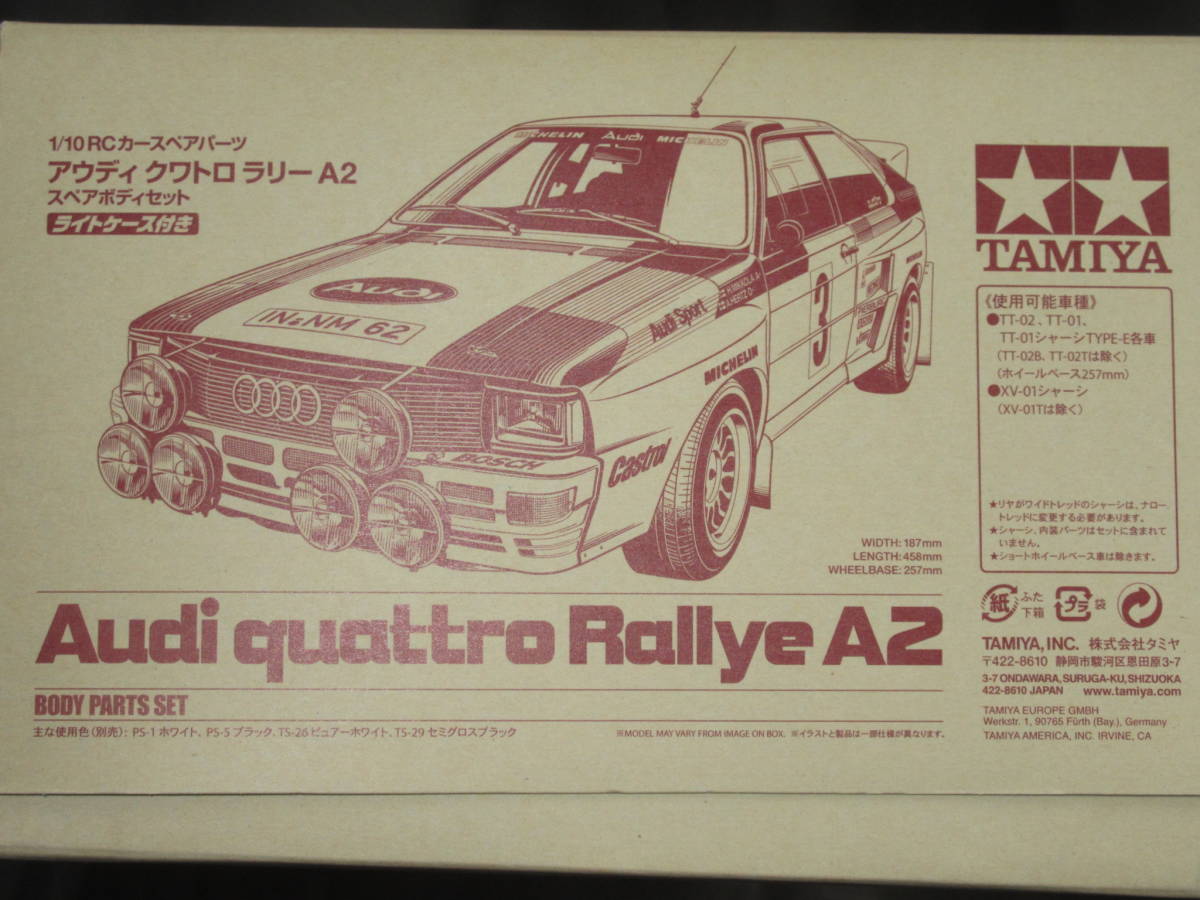 1/10 RCカースペアパーツ
アウディ クワトロ ラリー A2
スペアボディセット
ライトケース付き
MICHELIN Audi MICHELIN
Audi
IN NM 62
Audi Sport
H.MIKKOLA
A.HERTZ
3
MICHELIN
BOSCH
Castrol
WIDTH: 187mm
LENGTH: 458mm
WHEELBASE: 257mm
Audi quattro Rallye A2
BODY PARTS SET
主な使用色（別売）: PS-1 ホワイト、PS-5 ブラック、TS-26 ピュアーホワイト、TS-29 セミグロスブラック
※MODEL MAY VARY FROM IMAGE ON BOX. ※イラストと製品は一部仕様が異なります。
TAMIYA
《使用可能車種》
●TT-02、TT-01、
TT-01シャーシTYPE-E各車
（TT-02B、TT-02Tは除く）
（ホイールベース257mm）
●XV-01シャーシ
（XV-01Tは除く）
★リヤがワイドトレッドのシャーシは、ナロー
トレッドに変更する必要があります。
★シャーシ、内装パーツはセットに含まれて
いません。
★ショートホイールベース車は除きます。
紙 ふた
下箱
プラ 袋
TAMIYA, INC. 株式会社タミヤ
〒422-8610 静岡市駿河区恩田原3-7
3-7 ONDAWARA, SURUGA-KU, SHIZUOKA
422-8610 JAPAN www.tamiya.com
TAMIYA EUROPE GMBH
Werkstr. 1, 90765 Fürth (Bay.), Germany
TAMIYA AMERICA, INC. IRVINE, CA